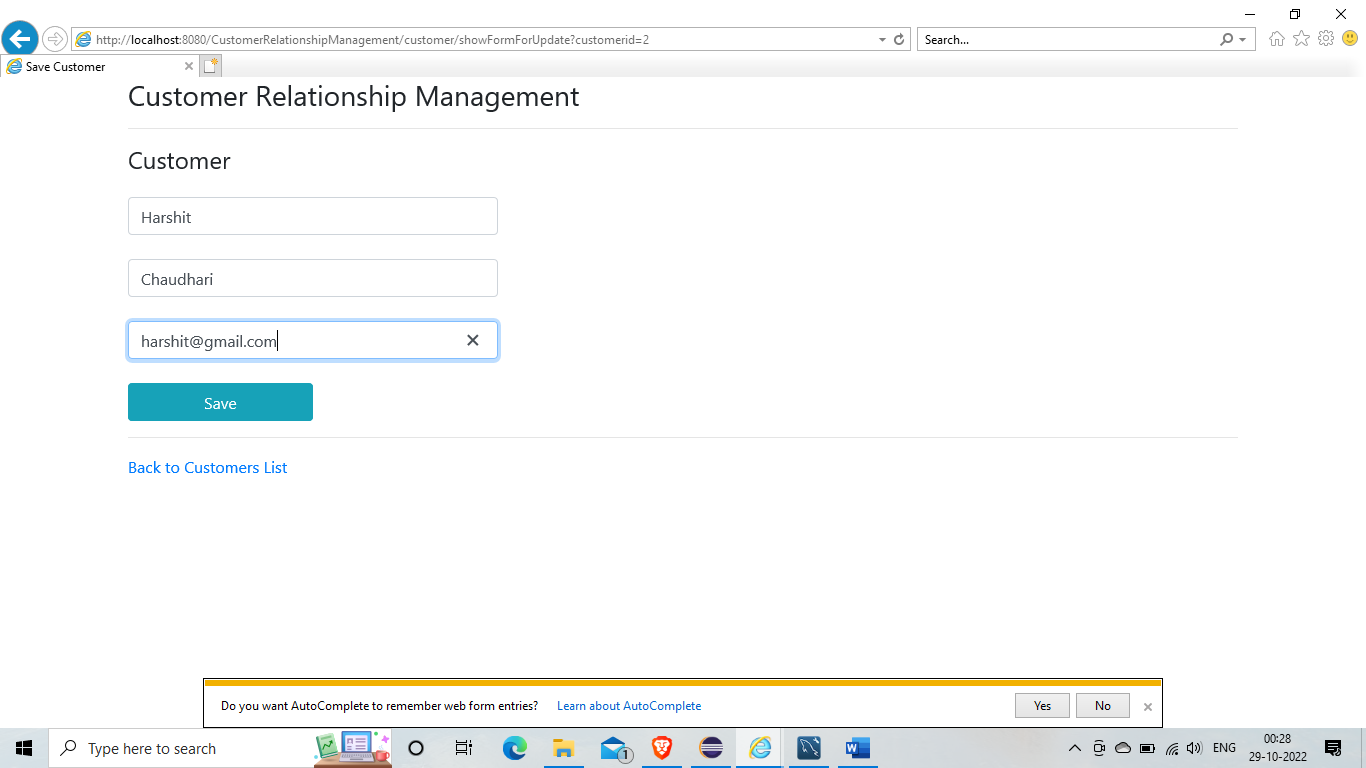 http://localhost:8080/CustomerRelationshipManagement/customer/showFormForUpdate?customerid=2
Search...
Save Customer
Customer Relationship Management
Customer
Harshit
Chaudhari
harshit@gmail.com
Save
Back to Customers List
Do you want AutoComplete to remember web form entries? Learn about AutoComplete Yes No
Type here to search
1
W
ENG
00:28
29-10-2022